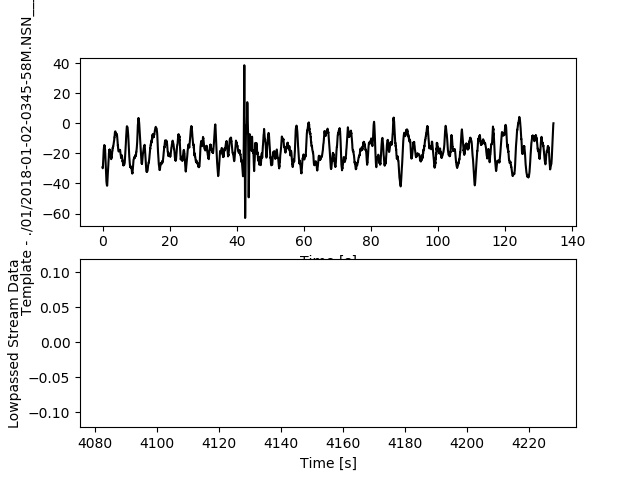 Template - ./01/2018-01-02-0345-58M.NSN__
40
20
0
−20
−40
−60
0 20 40 60 80 100 120 140
Time [s]
Lowpassed Stream Data
0.10
0.05
0.00
−0.05
−0.10
4080 4100 4120 4140 4160 4180 4200 4220
Time [s]